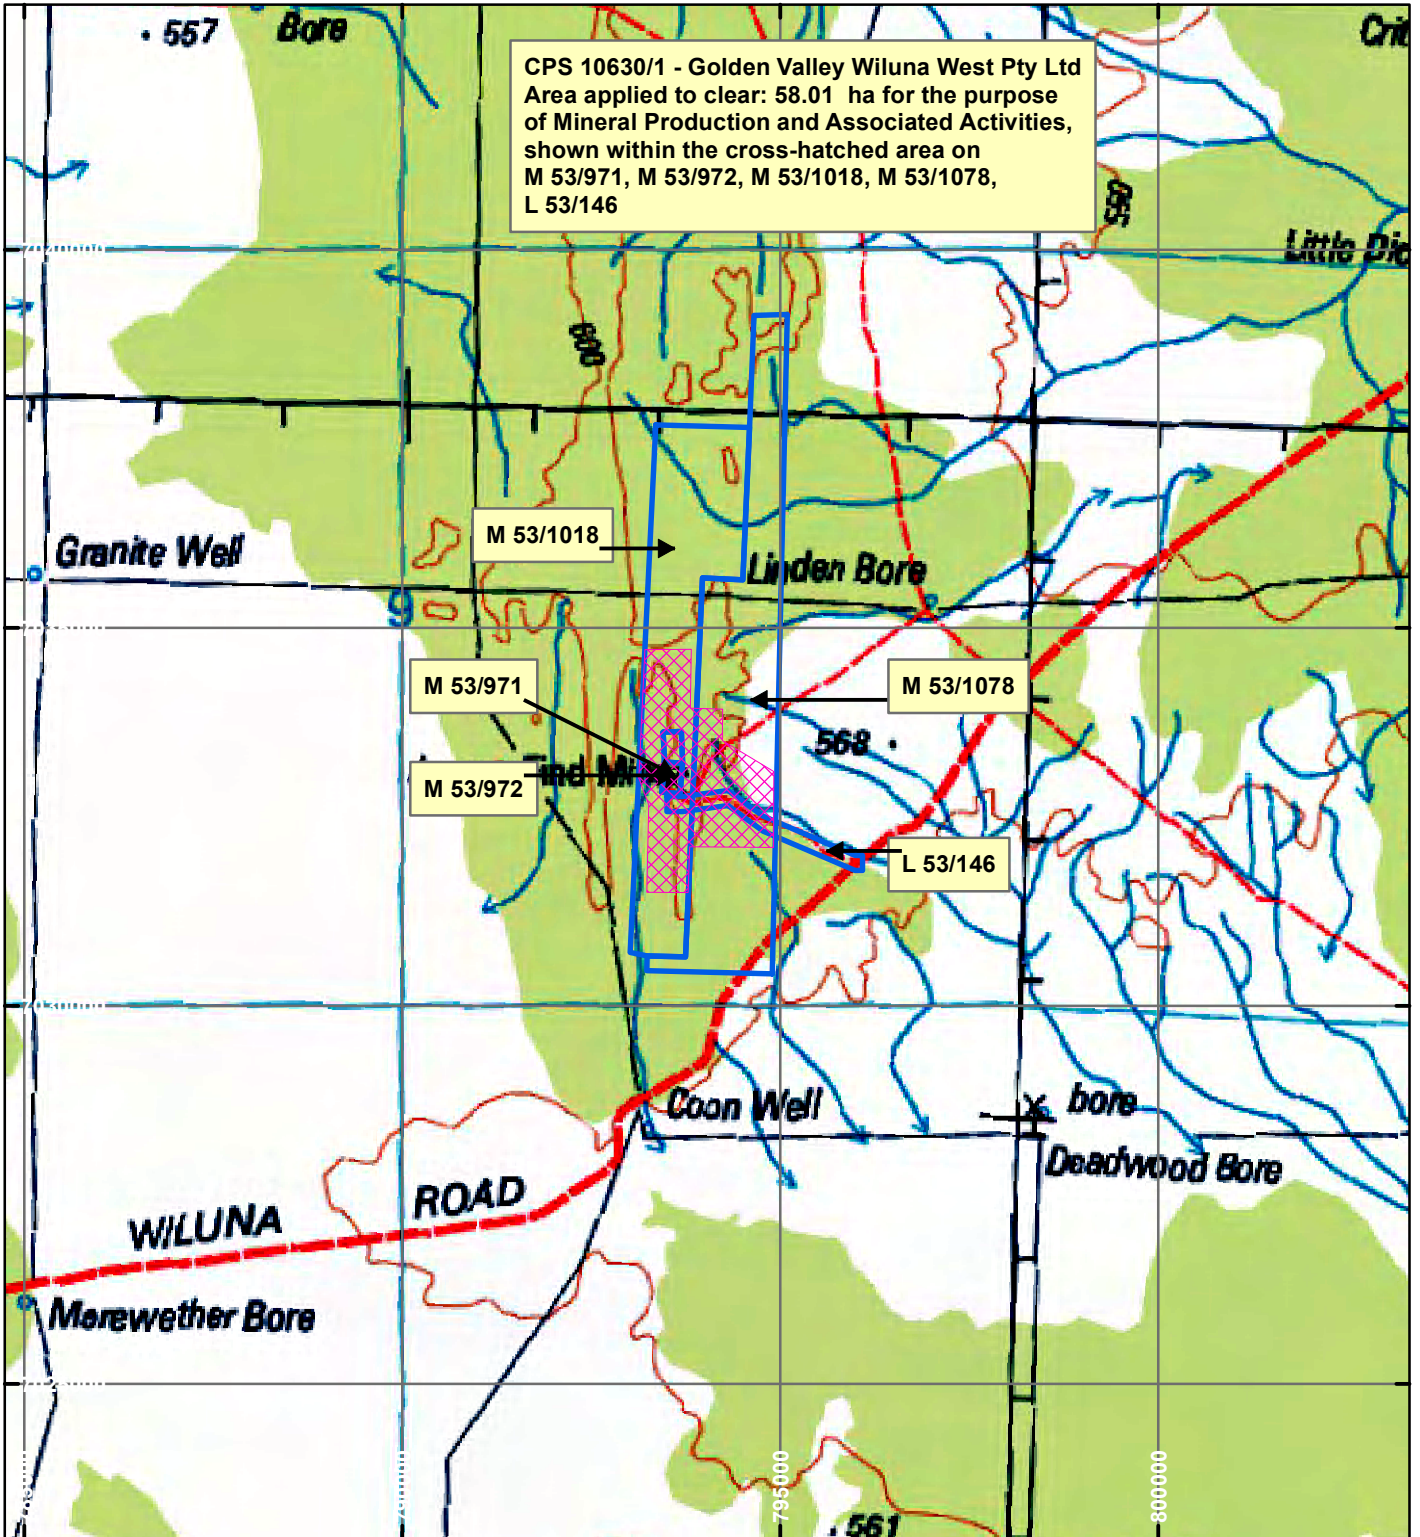 557
Bore
CPS 10630/1 - Golden Valley Wiluna West Pty Ltd
Area applied to clear: 58.01 ha for the purpose
of Mineral Production and Associated Activities,
shown within the cross-hatched area on
M 53/971, M 53/972, M 53/1018, M 53/1078,
L 53/146
600
M 53/1018
Granite Well
Linden Bore
9
M 53/971
M 53/1078
568
M 53/972
Find
L 53/146
7030000
Coon Well
bore
Deadwood Bore
WILUNA ROAD
Merewether Bore
795000
800000
561